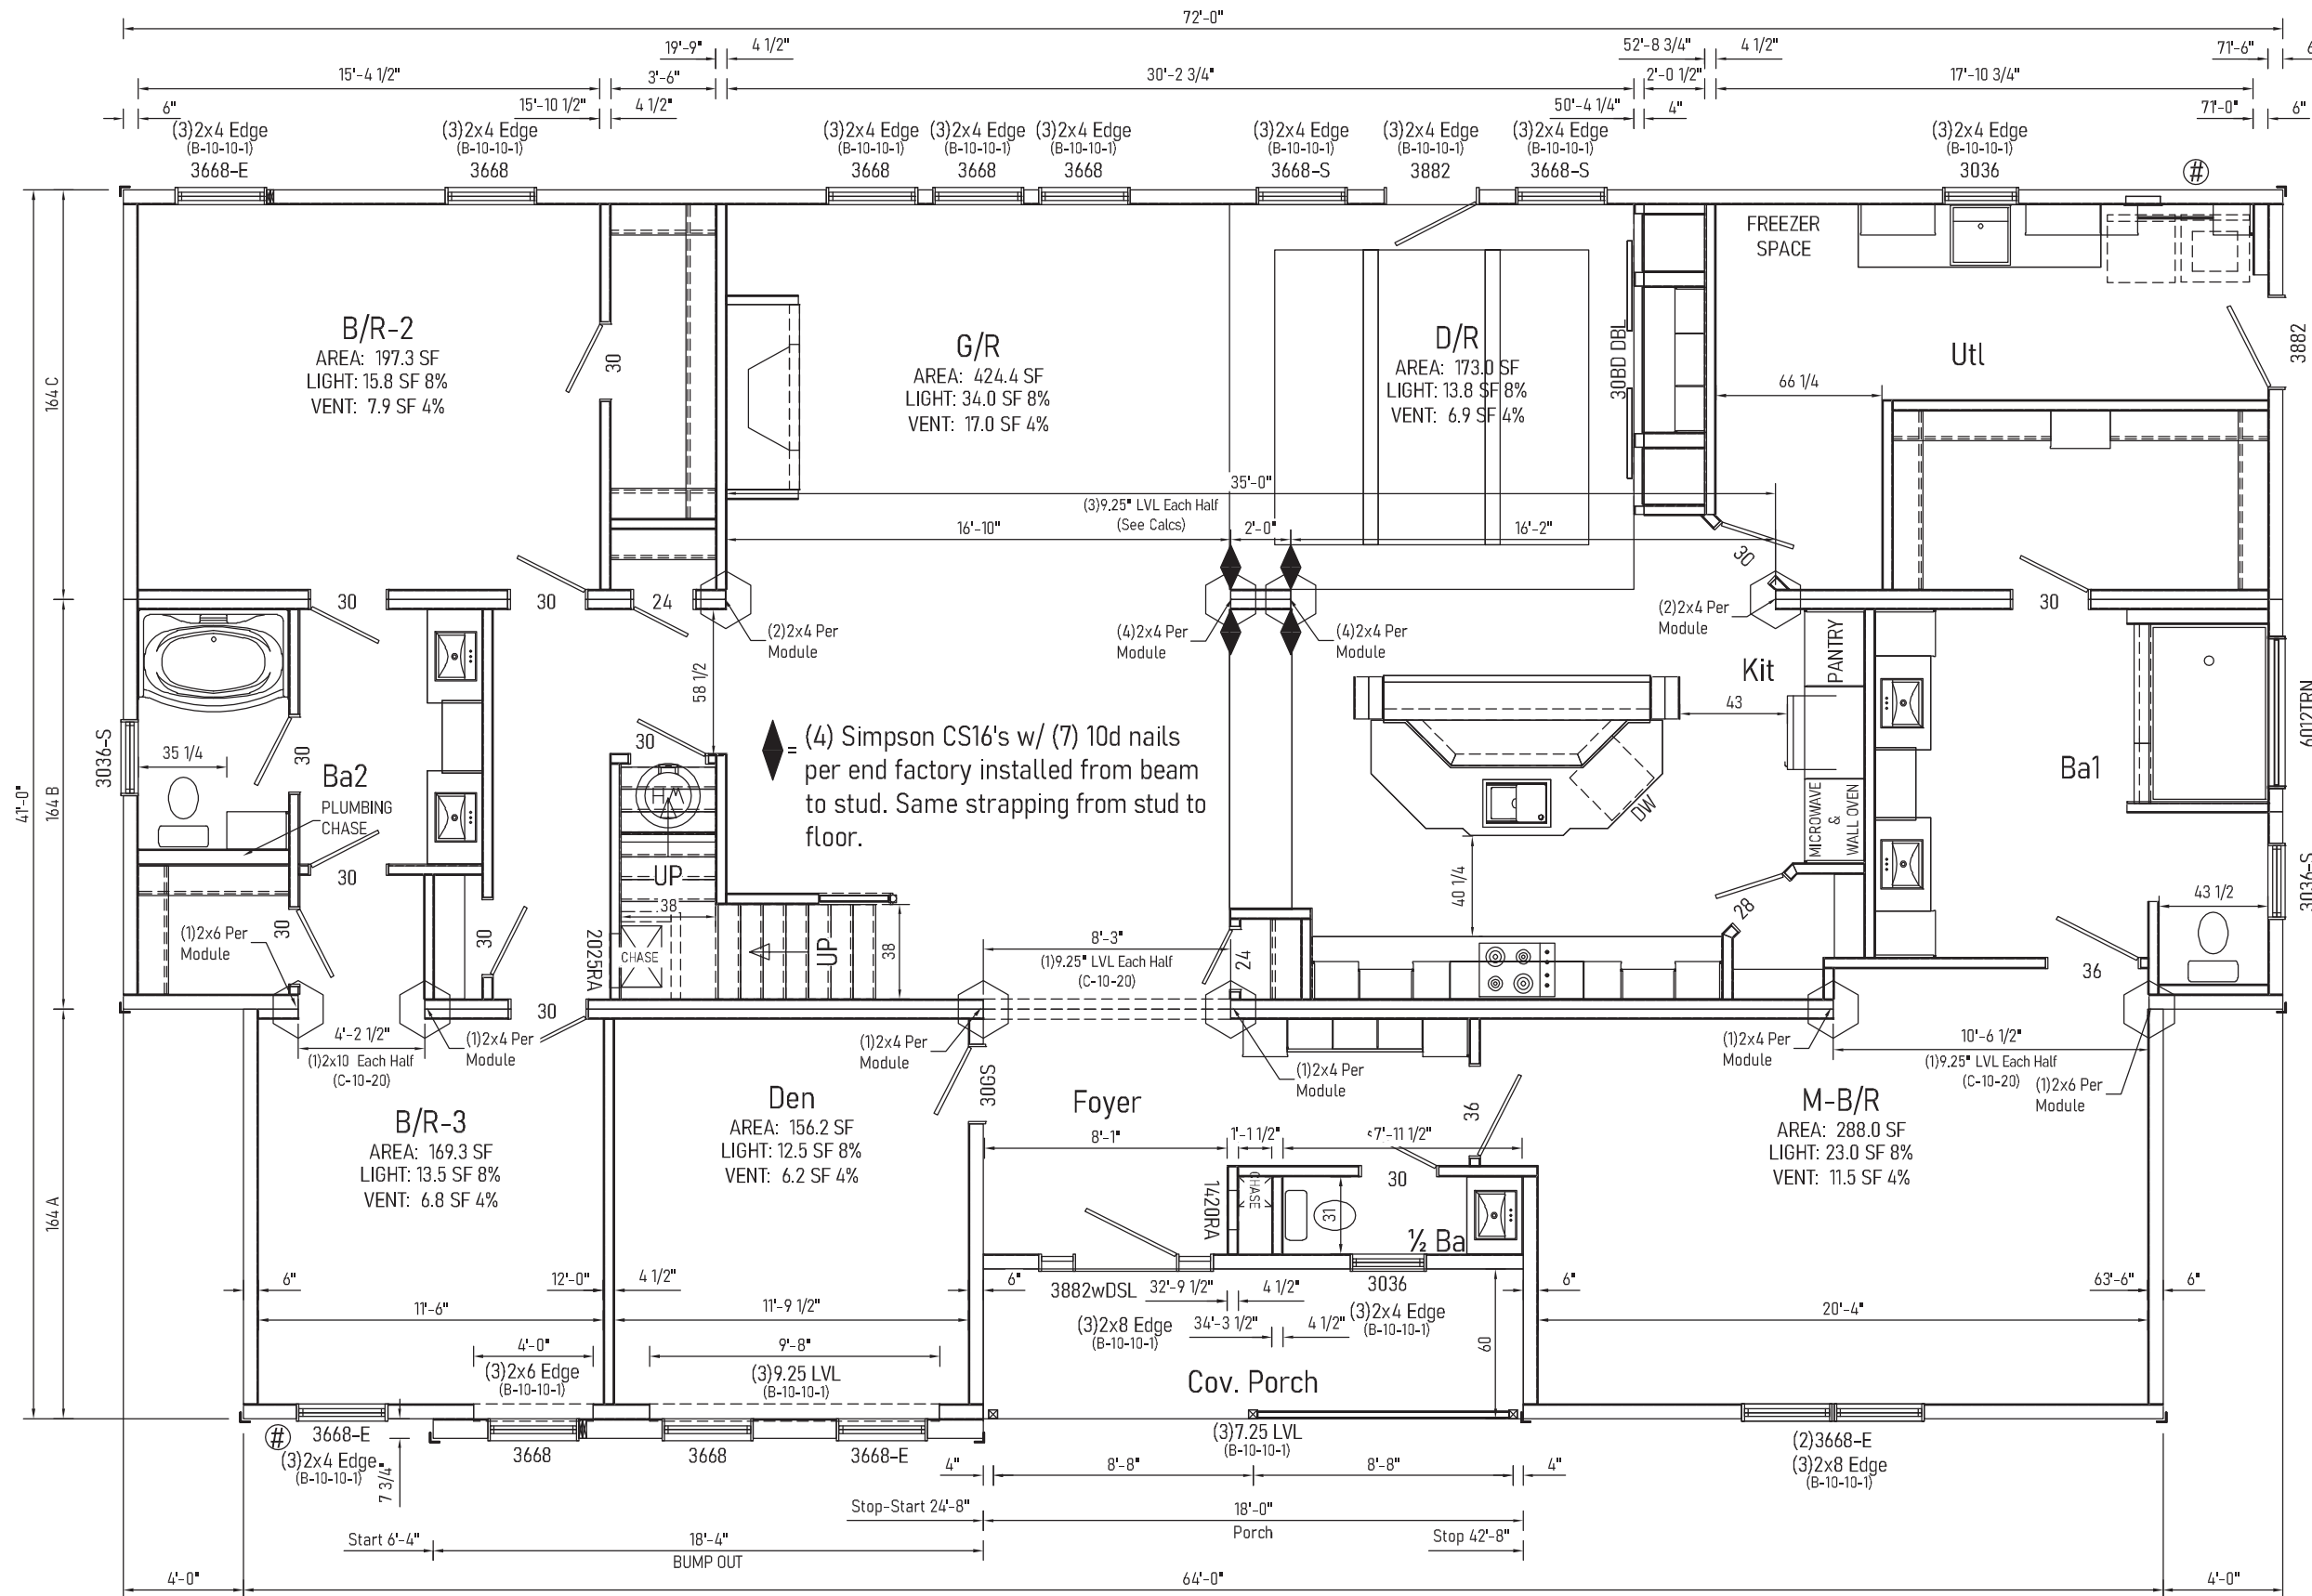 72'-0"
19'-9" 4 1/2" 52'-8 3/4" 4 1/2" 71'-6"
15'-4 1/2" 3'-6" 30'-2 3/4" 2'-0 1/2" 17'-10 3/4"
6" 15'-10 1/2" 4 1/2" 50'-4 1/4" 4" 71'-0" 6"
(3)2x4 Edge
(B-10-10-1)
3668-E
(3)2x4 Edge
(B-10-10-1)
3668
(3)2x4 Edge
(B-10-10-1)
3668
(3)2x4 Edge
(B-10-10-1)
3668
(3)2x4 Edge
(B-10-10-1)
3668
(3)2x4 Edge
(B-10-10-1)
3668-S
(3)2x4 Edge
(B-10-10-1)
3882
(3)2x4 Edge
(B-10-10-1)
3668-S
(3)2x4 Edge
(B-10-10-1)
3036
#
41'-0"
164 C
164 B
164 A
B/R-2
AREA: 197.3 SF
LIGHT: 15.8 SF 8%
VENT: 7.9 SF 4%
30
G/R
AREA: 424.4 SF
LIGHT: 34.0 SF 8%
VENT: 17.0 SF 4%
D/R
AREA: 173.0 SF
LIGHT: 13.8 SF 8%
VENT: 6.9 SF 4%
30BD DBL
FREEZER
SPACE
Utl
3882
66 1/4
35'-0"
(3)9.25" LVL Each Half
(See Calcs)
16'-10"
2'-0"
16'-2"
30
30
30
24
30
(2)2x4 Per
Module
(4)2x4 Per
Module
(4)2x4 Per
Module
(2)2x4 Per
Module
58 1/2
3036-S
35 1/4
30
Ba2
PLUMBING
CHASE
30
30
30
30
= (4) Simpson CS16's w/ (7) 10d nails
per end factory installed from beam
to stud. Same strapping from stud to
floor.
WH
UP
38
CHASE
2025RA
UP
38
Kit
PANTRY
43
MICROWAVE
&
WALL OVEN
DW
40 1/4
28
24
Ba1
6012TRN
3036-S
43 1/2
36
(1)2x6 Per
Module
8'-3"
(1)9.25" LVL Each Half
(C-10-20)
4'-2 1/2"
(1)2x10 Each Half
(C-10-20)
(1)2x4 Per
Module
30
(1)2x4 Per
Module
30GS
(1)2x4 Per
Module
(1)2x4 Per
Module
10'-6 1/2"
(1)9.25" LVL Each Half
(C-10-20)
(1)2x6 Per
Module
B/R-3
AREA: 169.3 SF
LIGHT: 13.5 SF 8%
VENT: 6.8 SF 4%
Den
AREA: 156.2 SF
LIGHT: 12.5 SF 8%
VENT: 6.2 SF 4%
Foyer
8'-1" 1'-1 1/2" 7'-11 1/2"
36
30
CHASE
1420RA
31
½ Ba
M-B/R
AREA: 288.0 SF
LIGHT: 23.0 SF 8%
VENT: 11.5 SF 4%
6" 12'-0" 4 1/2" 6"
11'-6" 11'-9 1/2"
3882wDSL
(3)2x8 Edge
(B-10-10-1)
32'-9 1/2" 4 1/2"
34'-3 1/2" 4 1/2"
3036
(3)2x4 Edge
(B-10-10-1)
60
6" 63'-6" 6"
20'-4"
4'-0"
(3)2x6 Edge
(B-10-10-1)
9'-8"
(3)9.25 LVL
(B-10-10-1)
Cov. Porch
# 3668-E
(3)2x4 Edge
(B-10-10-1)
7 3/4"
3668
3668
3668-E
(3)7.25 LVL
(B-10-10-1)
4" 8'-8" 8'-8" 4"
(2)3668-E
(3)2x8 Edge
(B-10-10-1)
Stop-Start 24'-8" 18'-0"
Porch
Start 6'-4" 18'-4" Stop 42'-8"
BUMP OUT
4'-0" 64'-0" 4'-0"